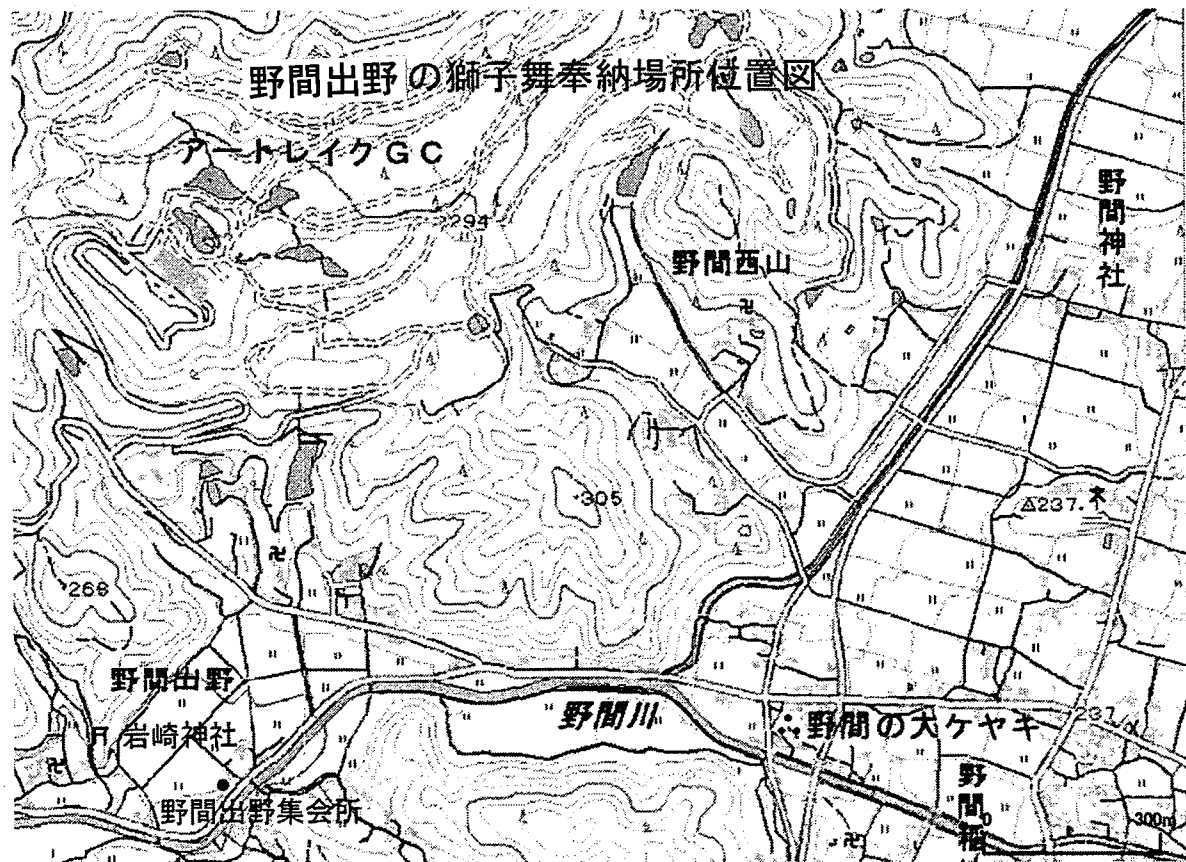 野間出野の獅子舞奉納場所位置図
アートレイクGC
294
野間神社
野間西山
305
△237.
268
野間出野
野間川
野間の大ケヤキ
237
岩崎神社
野間出野集会所
野間稲
0
300m